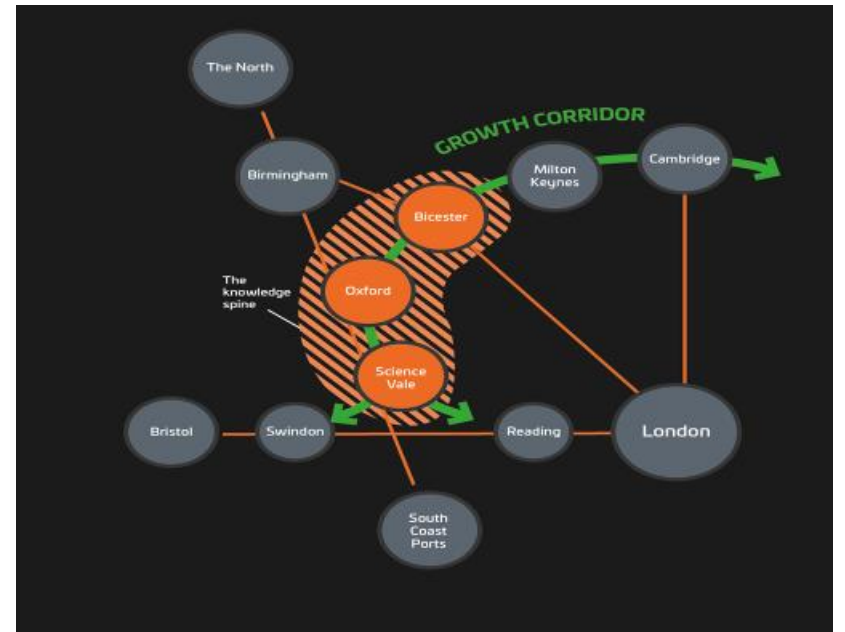 The North
GROWTH CORRIDOR
Birmingham
Milton
Keynes
Cambridge
Bicester
The
knowledge
spine
Oxford
Science
Vale
Bristol
Swindon
Reading
London
South
Coast
Ports